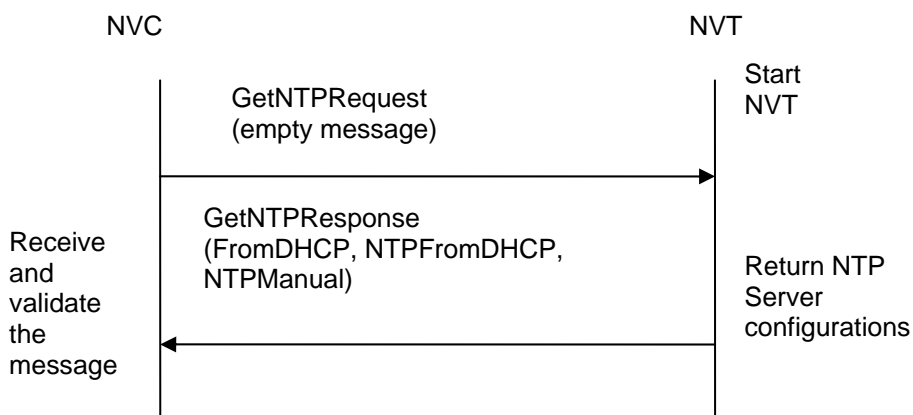 NVC
NVT
Start
NVT
GetNTPRequest
(empty message)
GetNTPResponse
(FromDHCP, NTPFromDHCP,
NTPManual)
Receive
and
validate
the
message
Return NTP
Server
configurations